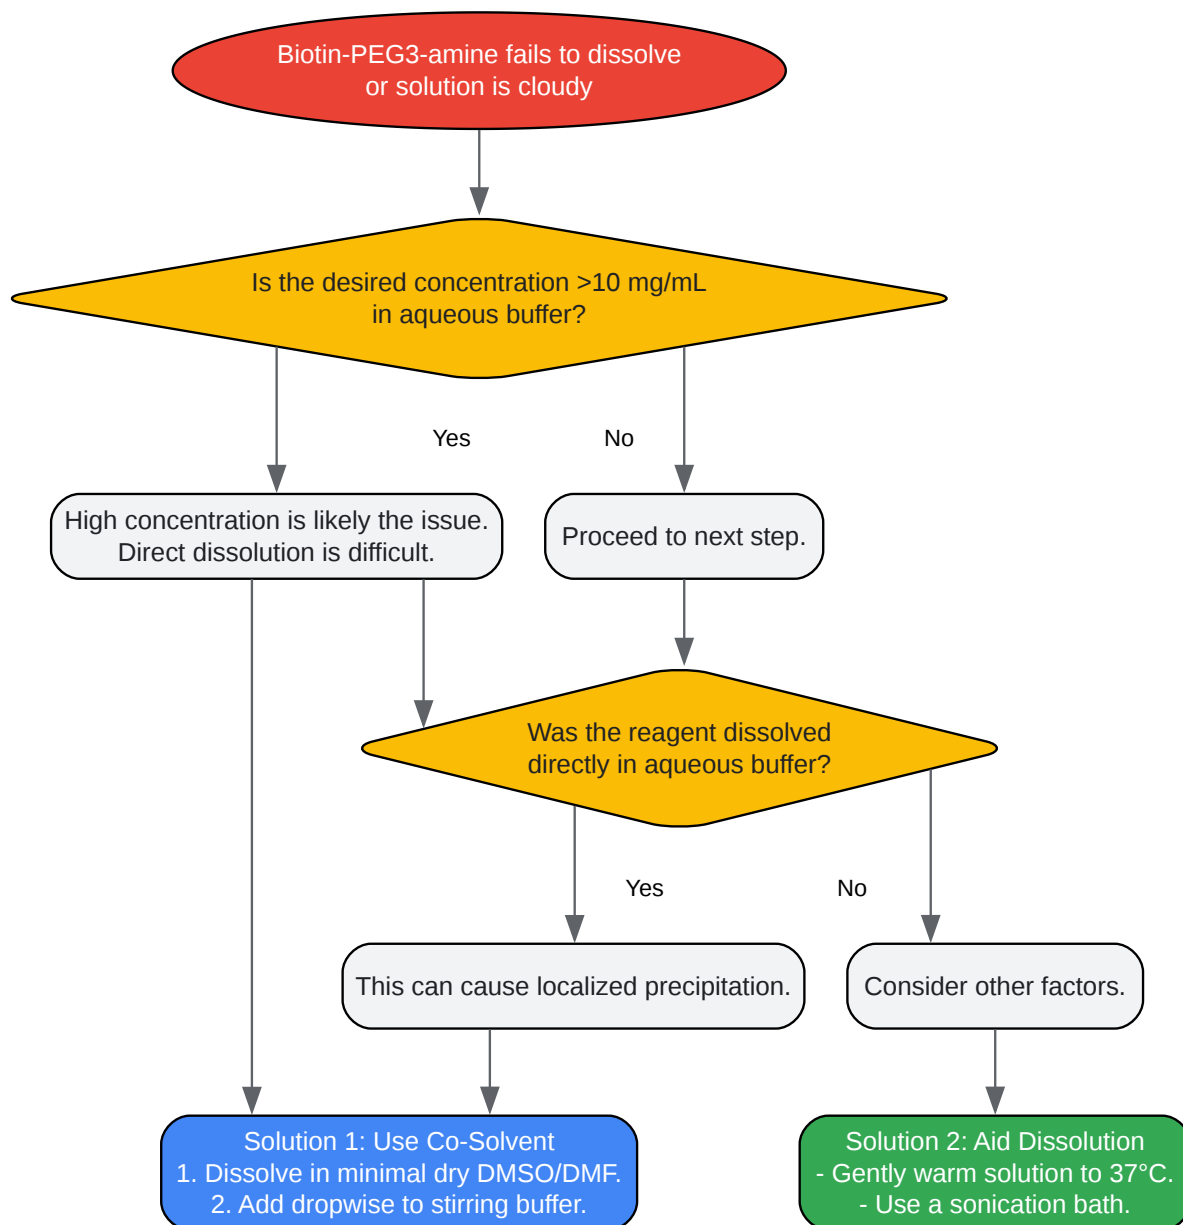 Biotin-PEG3-amine fails to dissolve
or solution is cloudy
Is the desired concentration >10 mg/mL
in aqueous buffer?
Yes
No
High concentration is likely the issue.
Direct dissolution is difficult.
Proceed to next step.
Was the reagent dissolved
directly in aqueous buffer?
Yes
No
This can cause localized precipitation.
Consider other factors.
Solution 1: Use Co-Solvent
1. Dissolve in minimal dry DMSO/DMF.
2. Add dropwise to stirring buffer.
Solution 2: Aid Dissolution
- Gently warm solution to 37°C.
- Use a sonication bath.